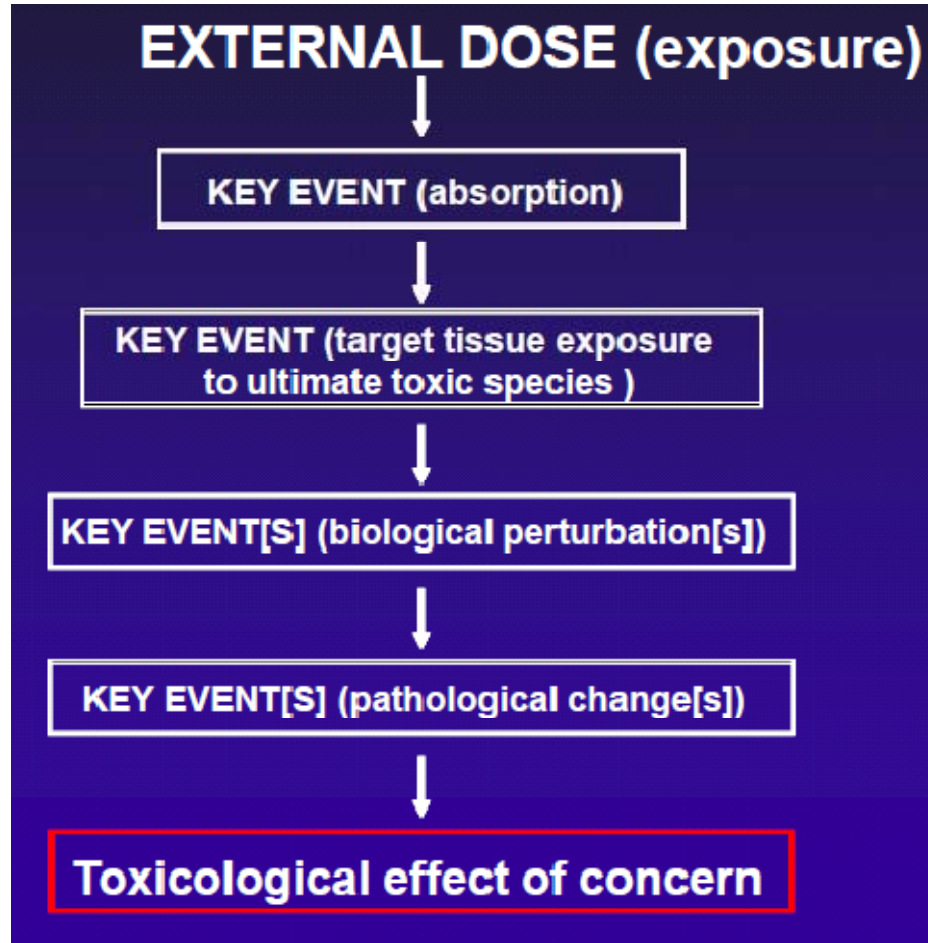 EXTERNAL DOSE (exposure)
KEY EVENT (absorption)
KEY EVENT (target tissue exposure
to ultimate toxic species )
KEY EVENT[S] (biological perturbation[s])
KEY EVENT[S] (pathological change[s])
Toxicological effect of concern